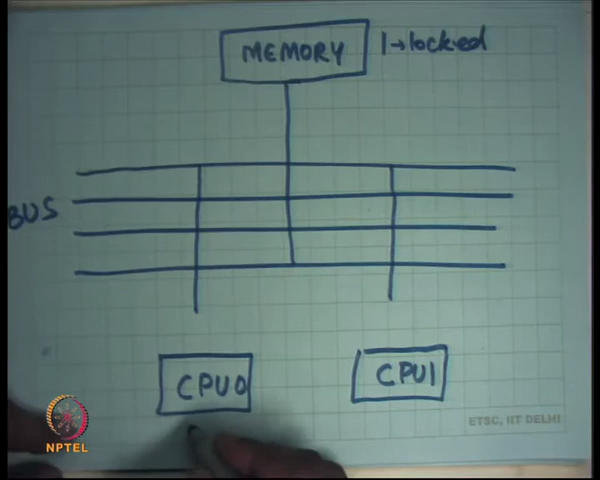 MEMORY 1→locked
BUS
CPU0 CPU1
ETSC, IIT DELHI
NPTEL